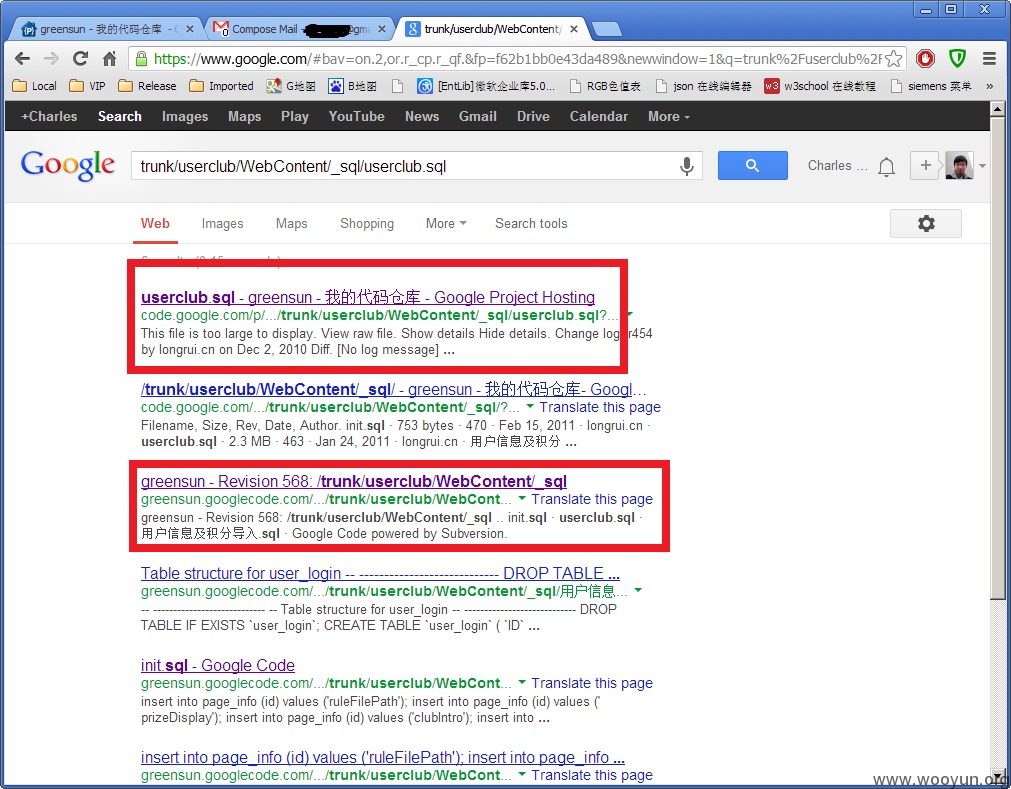 greensun - 我的代码仓库 - G
Compose Mail -
@gm
trunk/userclub/WebContent/
https://www.google.com/#bav=on.2,or.r_cp.r_qf.&fp=f62b1bb0e43da489&newwindow=1&q=trunk%2Fuserclub%2F
Local VIP Release Imported G地图 B地图 [EntLib]微软企业库5.0... RGB色值表 json 在线编辑器 w3school 在线教程 siemens 菜单 »
+Charles Search Images Maps Play YouTube News Gmail Drive Calendar More
Google
trunk/userclub/WebContent/_sql/userclub.sql
Charles ...
Web Images Maps Shopping More Search tools
userclub.sql - greensun - 我的代码仓库 - Google Project Hosting
code.google.com/p/.../trunk/userclub/WebContent/_sql/userclub.sql?...
This file is too large to display. View raw file. Show details Hide details. Change log r454
by longrui.cn on Dec 2, 2010 Diff. [No log message] ...
/trunk/userclub/WebContent/_sql/ - greensun - 我的代码仓库- Googl...
code.google.com/.../trunk/userclub/WebContent/_sql/?... Translate this page
Filename, Size, Rev, Date, Author. init.sql · 753 bytes · 470 · Feb 15, 2011 · longrui.cn ·
userclub.sql · 2.3 MB · 463 · Jan 24, 2011 · longrui.cn · 用户信息及积分 ...
greensun - Revision 568: /trunk/userclub/WebContent/_sql
greensun.googlecode.com/.../trunk/userclub/WebCont... Translate this page
greensun - Revision 568: /trunk/userclub/WebContent/_sql .. init.sql · userclub.sql ·
用户信息及积分导入.sql · Google Code powered by Subversion.
Table structure for user_login -- ---------------------------- DROP TABLE ...
greensun.googlecode.com/.../trunk/userclub/WebContent/_sql/用户信息...
-- ---------------------------- -- Table structure for user_login -- ---------------------------- DROP
TABLE IF EXISTS `user_login`; CREATE TABLE `user_login` ( `ID` ...
init.sql - Google Code
greensun.googlecode.com/.../trunk/userclub/WebCont... Translate this page
insert into page_info (id) values ('ruleFilePath'); insert into page_info (id) values ('
prizeDisplay'); insert into page_info (id) values ('clubIntro'); insert into ...
insert into page_info (id) values ('ruleFilePath'); insert into page_info ...
greensun.googlecode.com/.../trunk/userclub/WebCont... Translate this page
www.wooyun.org